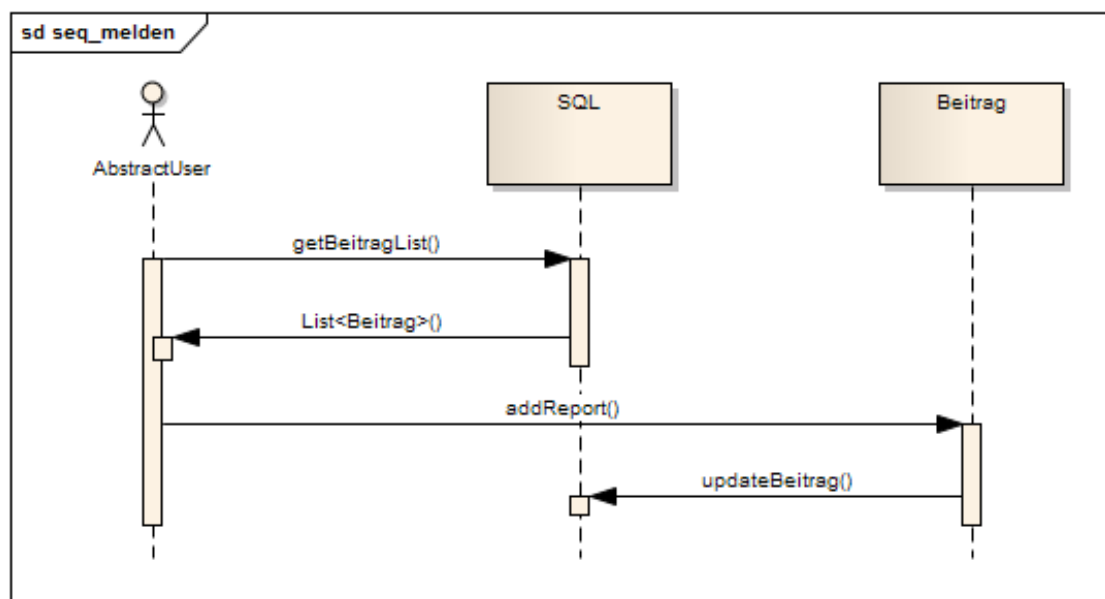 sd seq_melden
AbstractUser
SQL
Beitrag
getBeitragList()
List<Beitrag>()
addReport()
updateBeitrag()